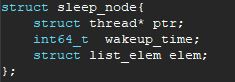 struct sleep_node{
    struct thread* ptr;
    int64_t  wakeup_time;
    struct list_elem elem;
};